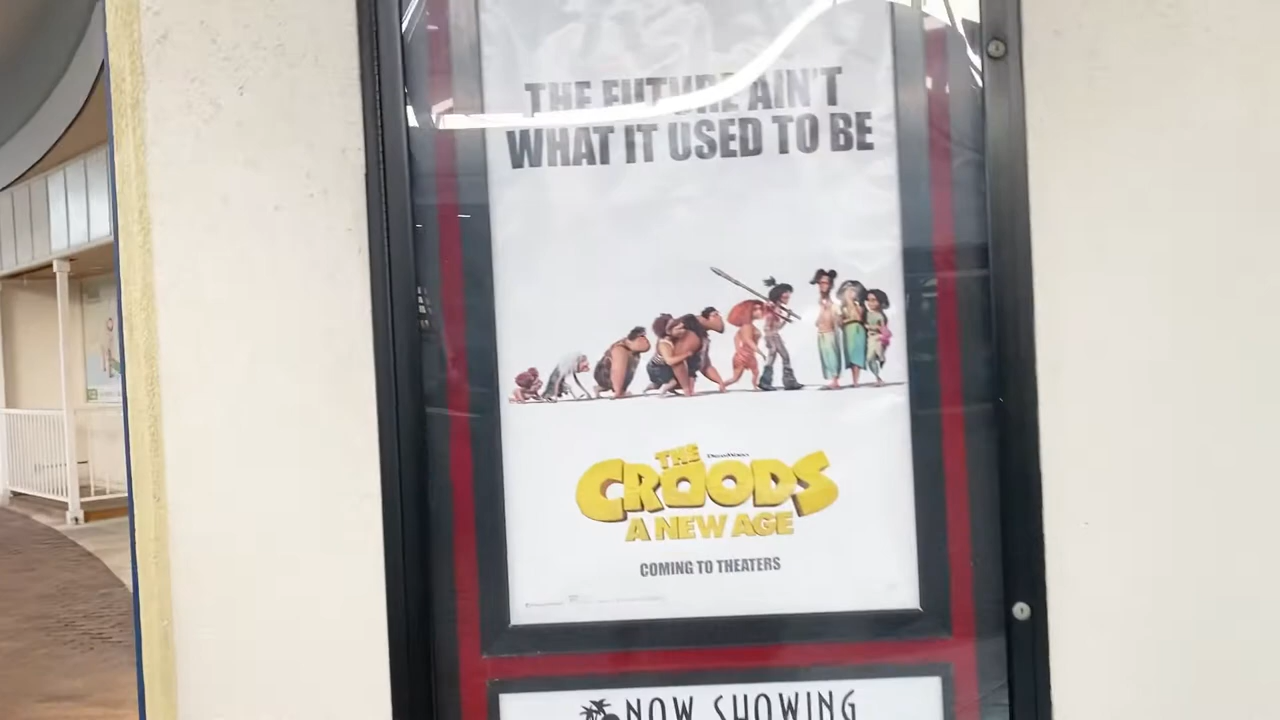 THE FUTURE AIN'T
WHAT IT USED TO BE
DREAMWORKS
THE
CROODS
A NEW AGE
COMING TO THEATERS
NOW SHOWING